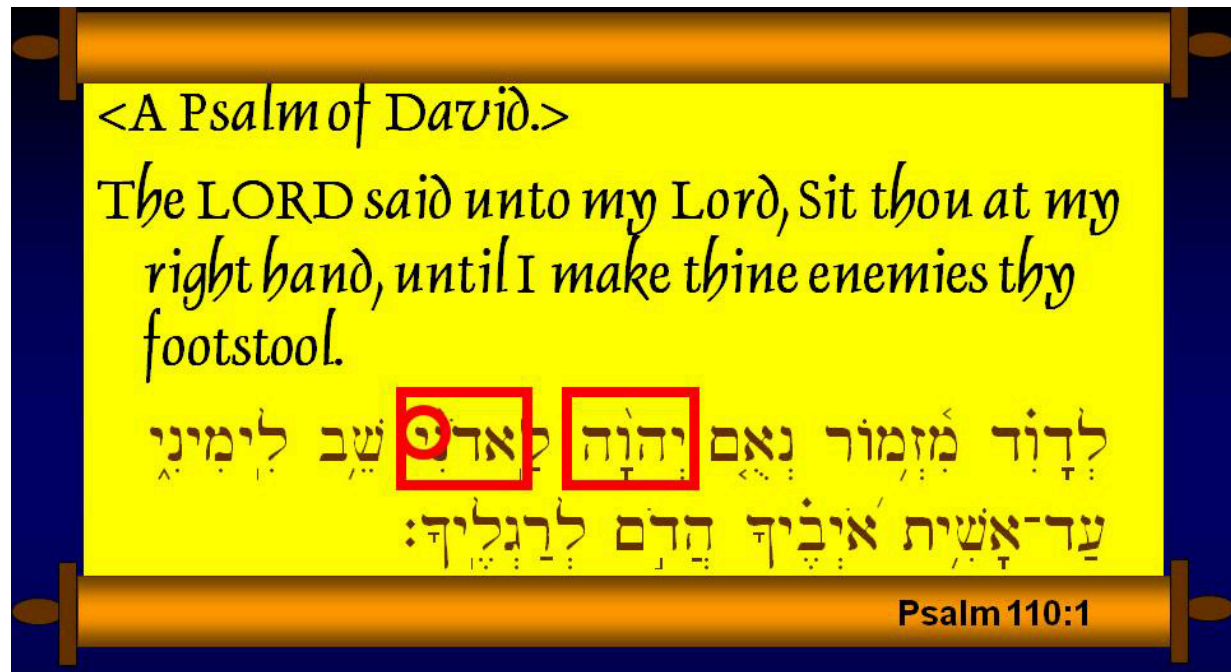 <A Psalm of David.>
The LORD said unto my Lord, Sit thou at my
right hand, until I make thine enemies thy
footstool.
לְדָוִ֗ד מִ֫זְמ֥וֹר נְאֻ֤ם יְהוָ֨ה לַֽאדֹנִ֗י שֵׁ֥ב לִֽימִינִ֑י
עַד־אָשִׁ֥ית אֹ֝יְבֶ֗יךָ הֲדֹ֣ם לְרַגְלֶֽיךָ׃
Psalm 110:1